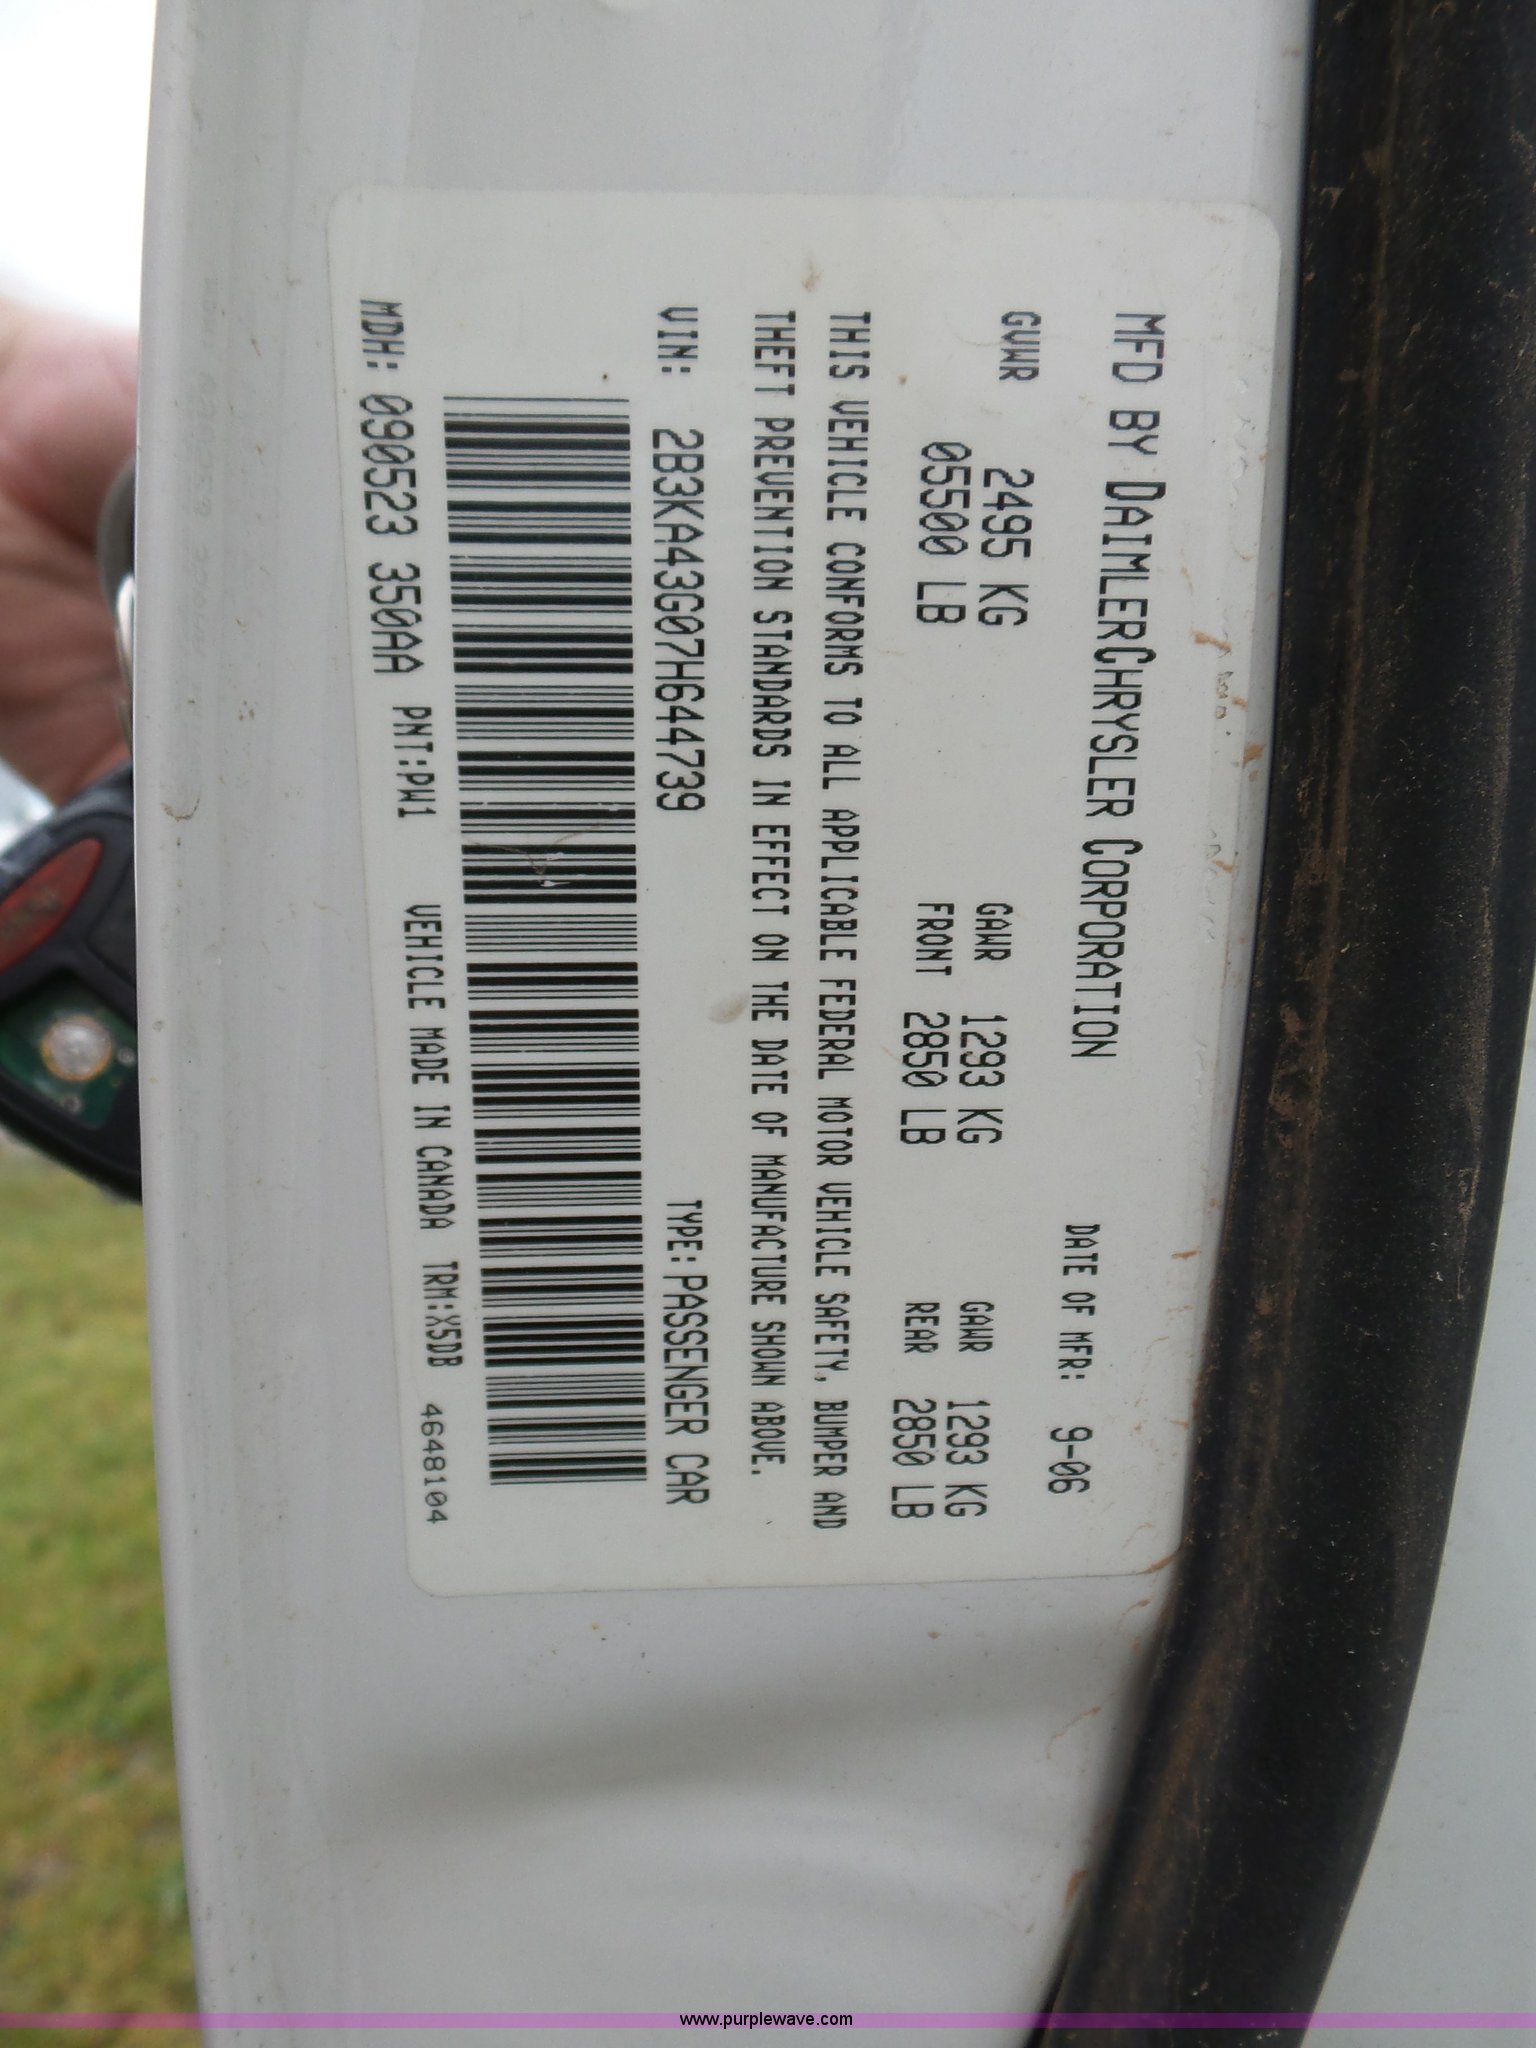 MFD BY DAIMLERCHRYSLER CORPORATION DATE OF MFR: 9-06
GVWR 2495 KG GAWR 1293 KG GAWR 1293 KG
05500 LB FRONT 2850 LB REAR 2850 LB
THIS VEHICLE CONFORMS TO ALL APPLICABLE FEDERAL MOTOR VEHICLE SAFETY, BUMPER AND
THEFT PREVENTION STANDARDS IN EFFECT ON THE DATE OF MANUFACTURE SHOWN ABOVE.
VIN: 2B3KA43G07H644739 TYPE: PASSENGER CAR
MDH: 090523 350AA PNT:PW1 VEHICLE MADE IN CANADA TRM:X5DB 4648104
www.purplewave.com